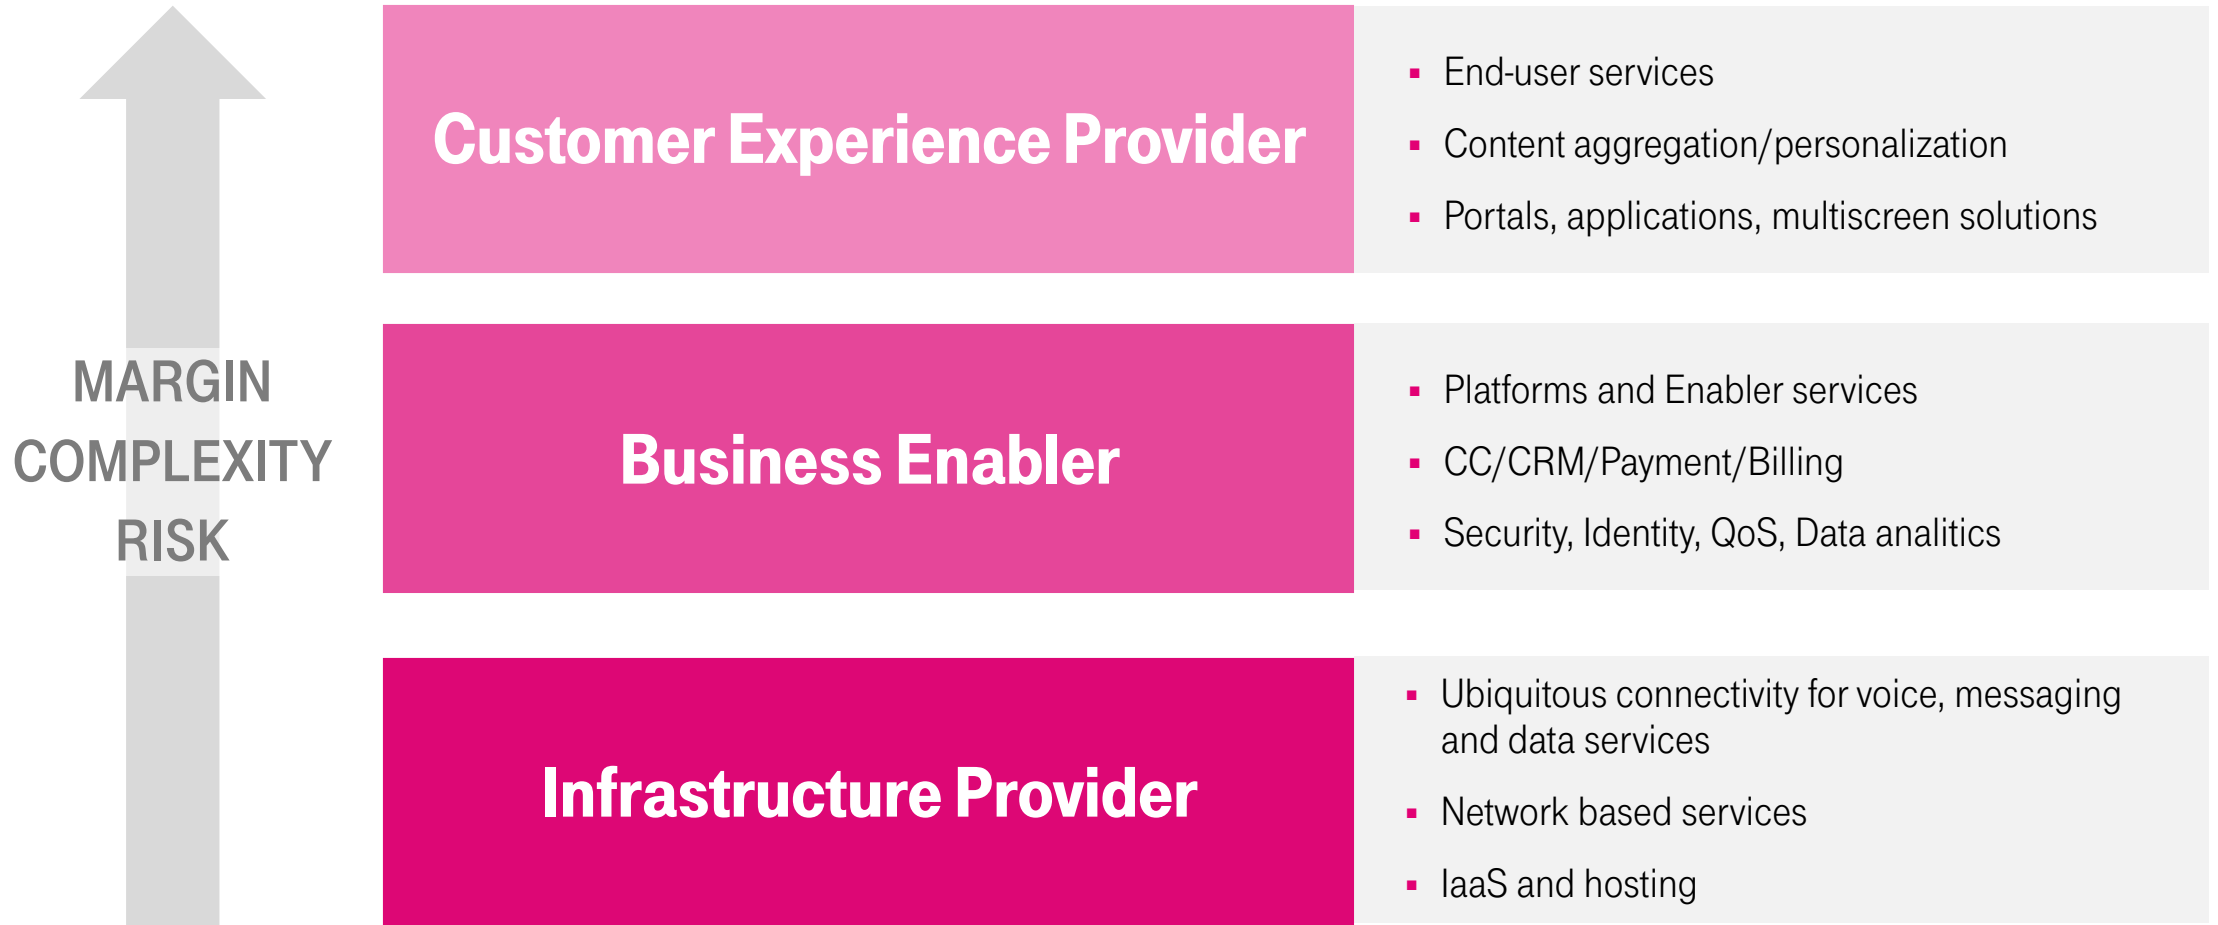 MARGIN
COMPLEXITY
RISK
Customer Experience Provider
▪ End-user services
▪ Content aggregation/personalization
▪ Portals, applications, multiscreen solutions
Business Enabler
▪ Platforms and Enabler services
▪ CC/CRM/Payment/Billing
▪ Security, Identity, QoS, Data analitics
Infrastructure Provider
▪ Ubiquitous connectivity for voice, messaging
and data services
▪ Network based services
▪ IaaS and hosting